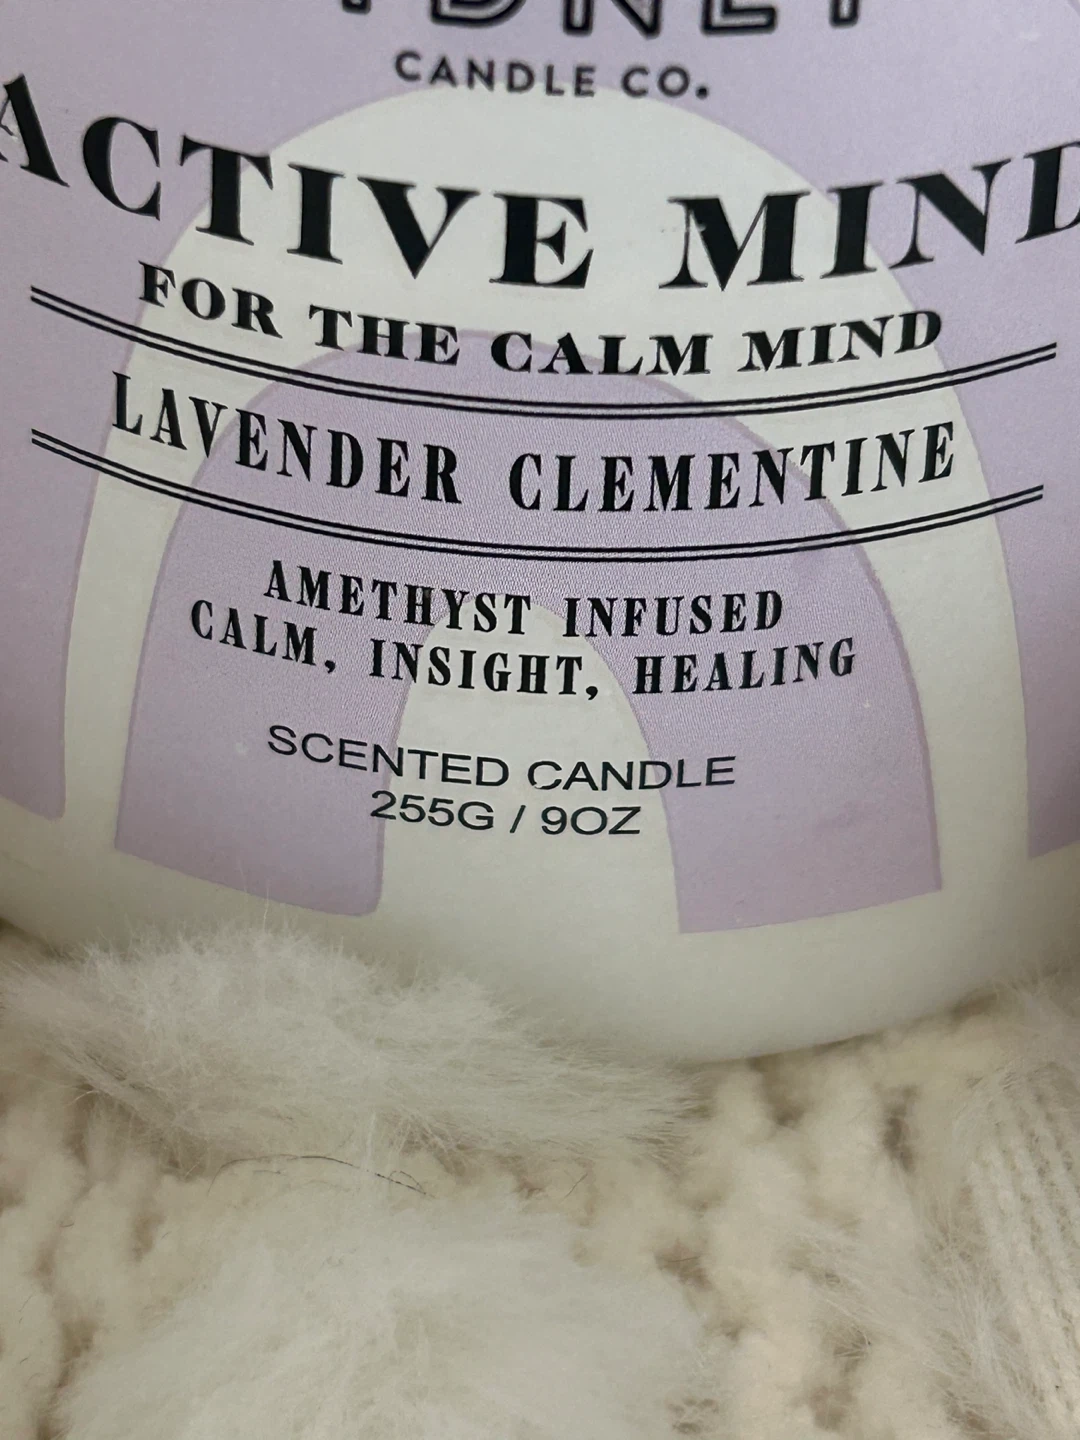 CANDLE CO.
ACTIVE MIND
FOR THE CALM MIND
LAVENDER CLEMENTINE
AMETHYST INFUSED
CALM, INSIGHT, HEALING
SCENTED CANDLE
255G / 9OZ